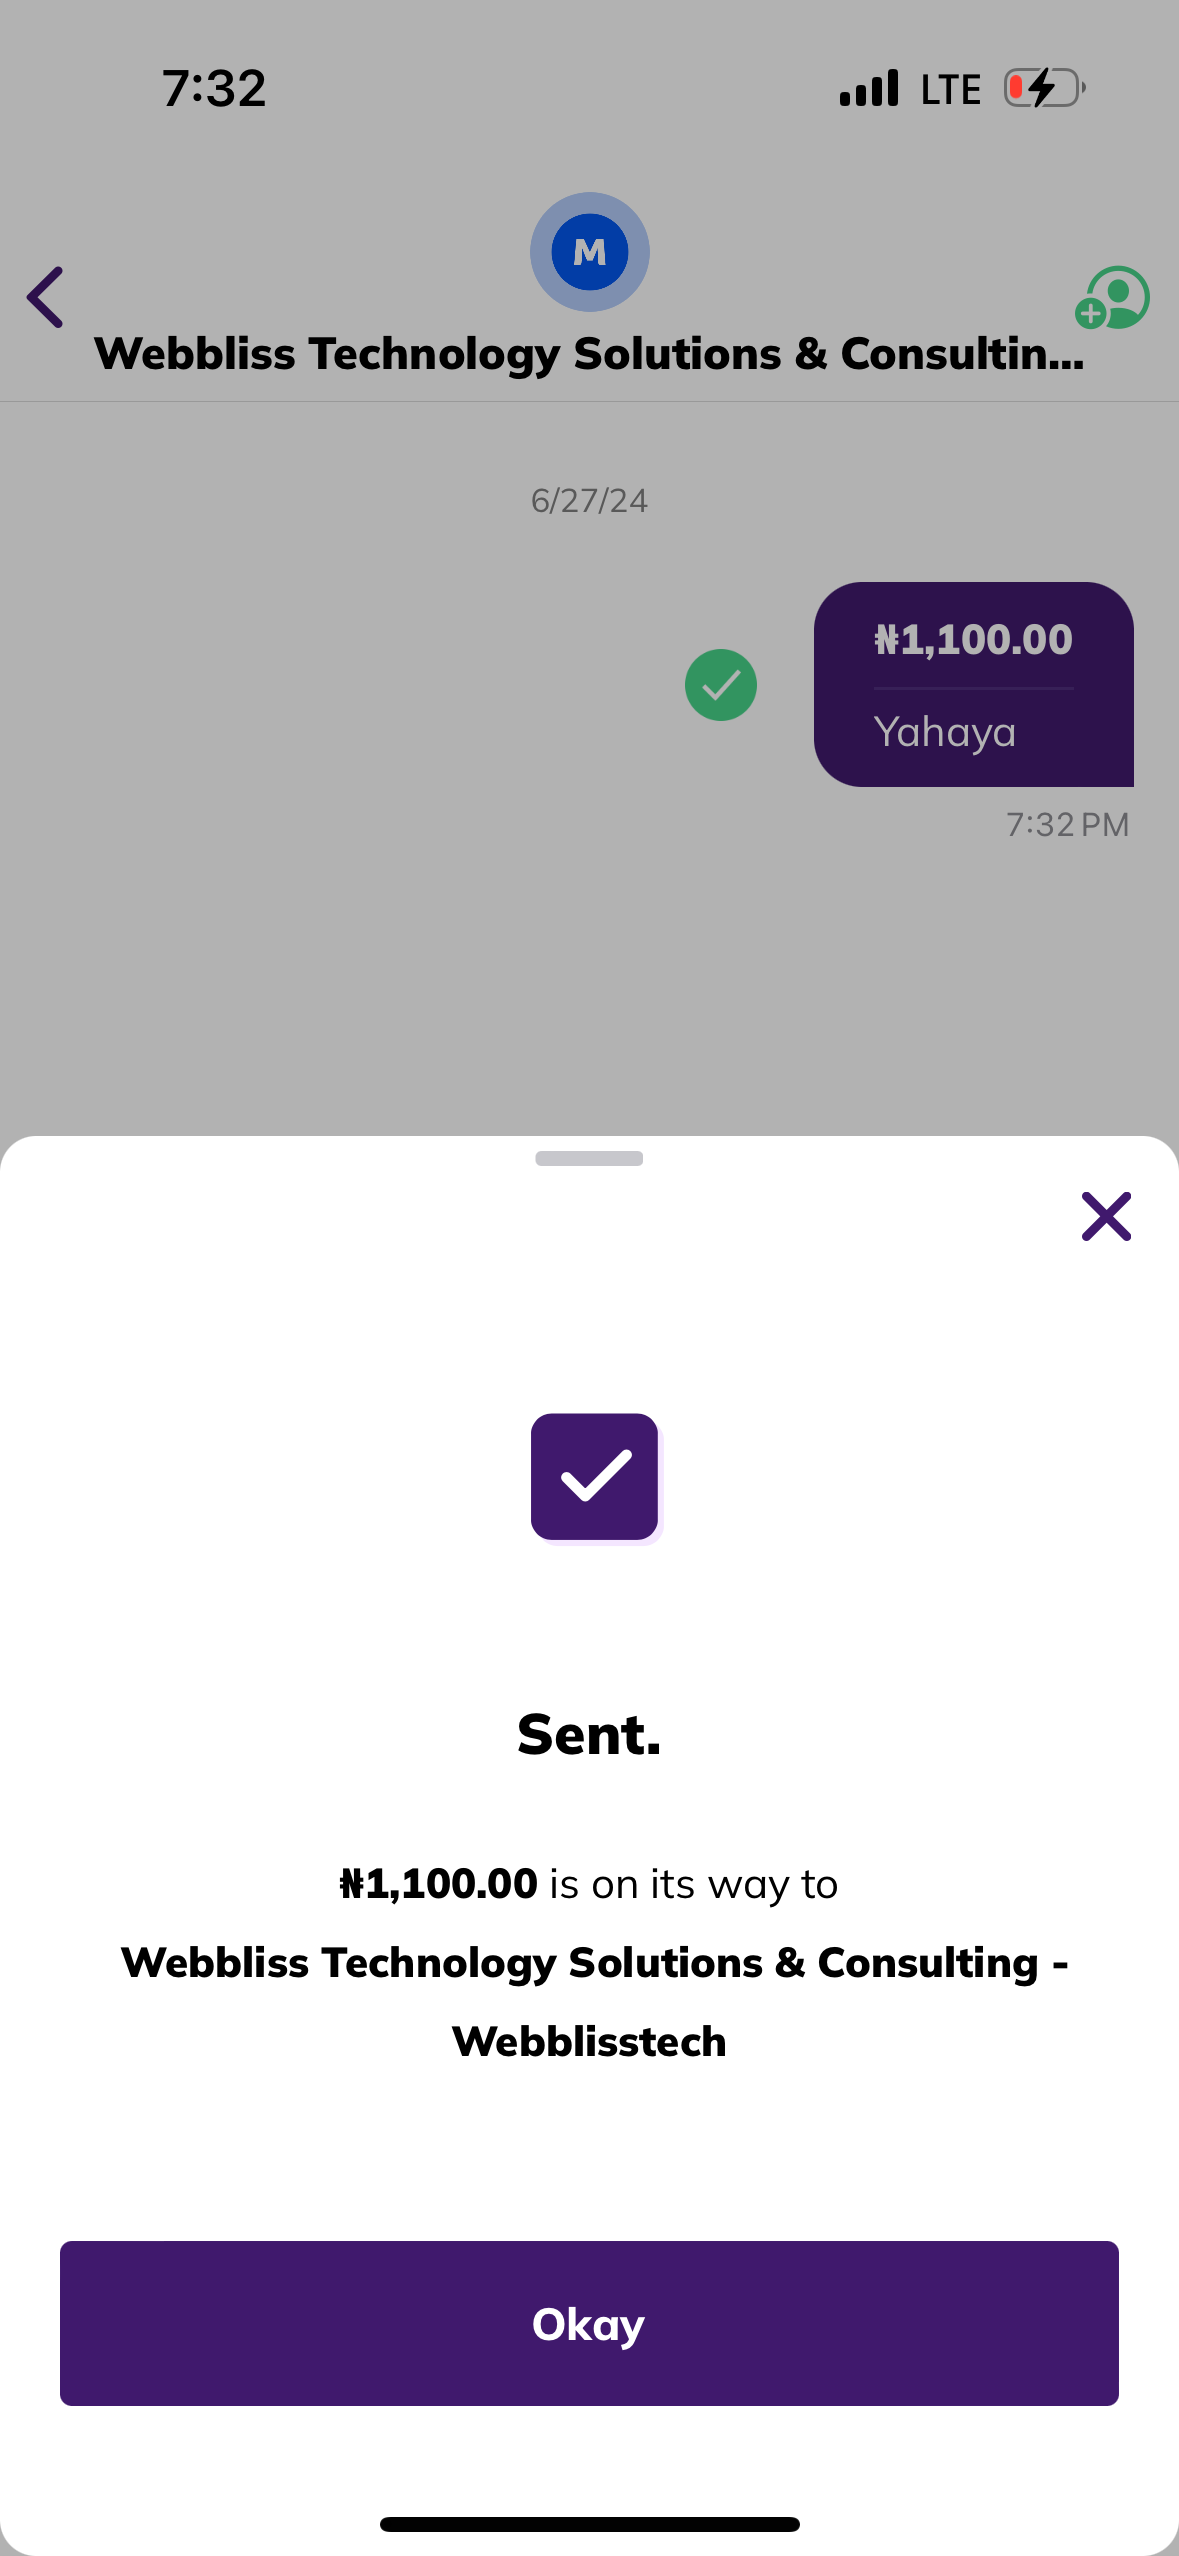 7:32
LTE
M
Webbliss Technology Solutions & Consultin...
6/27/24
₦1,100.00
Yahaya
7:32 PM
Sent.
₦1,100.00 is on its way to
Webbliss Technology Solutions & Consulting -
Webblisstech
Okay